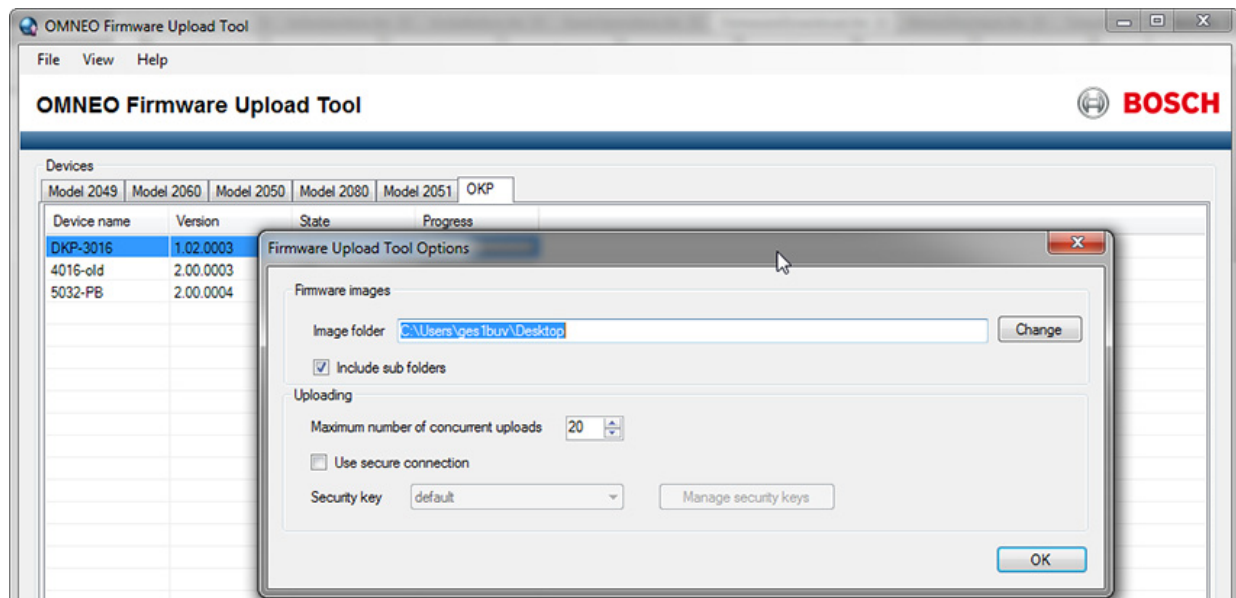 OMNEO Firmware Upload Tool
File View Help
OMNEO Firmware Upload Tool
BOSCH
Devices
Model 2049 Model 2060 Model 2050 Model 2080 Model 2051 OKP
Device name Version State Progress
DKP-3016 1.02.0003
4016-old 2.00.0003
5032-PB 2.00.0004
Firmware Upload Tool Options
Firmware images
Image folder C:\Users\ges1buv\Desktop Change
Include sub folders
Uploading
Maximum number of concurrent uploads 20
Use secure connection
Security key default Manage security keys
OK